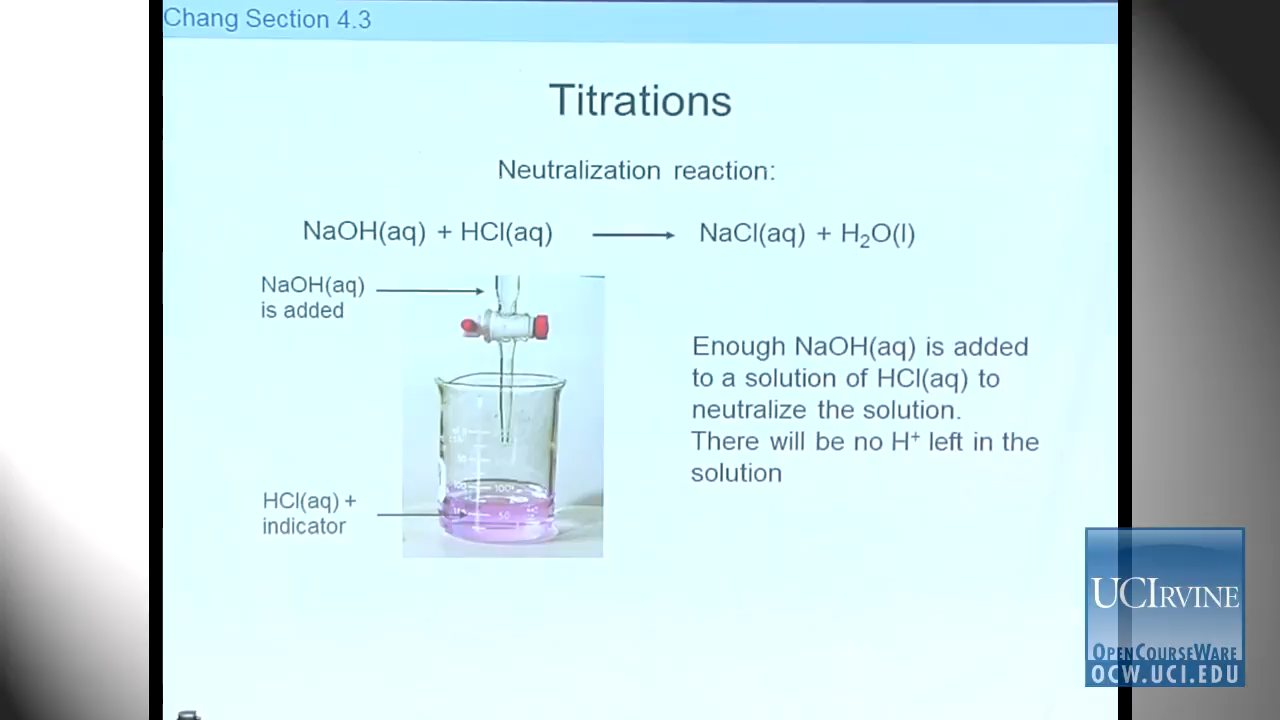 Chang Section 4.3
Titrations
Neutralization reaction:
NaOH(aq) + HCl(aq) ⟶ NaCl(aq) + H₂O(l)
NaOH(aq)
is added
Enough NaOH(aq) is added
to a solution of HCl(aq) to
neutralize the solution.
There will be no H⁺ left in the
solution
HCl(aq) +
indicator
100
50
UCIRVINE
OPENCOURSEWARE
OCW.UCI.EDU